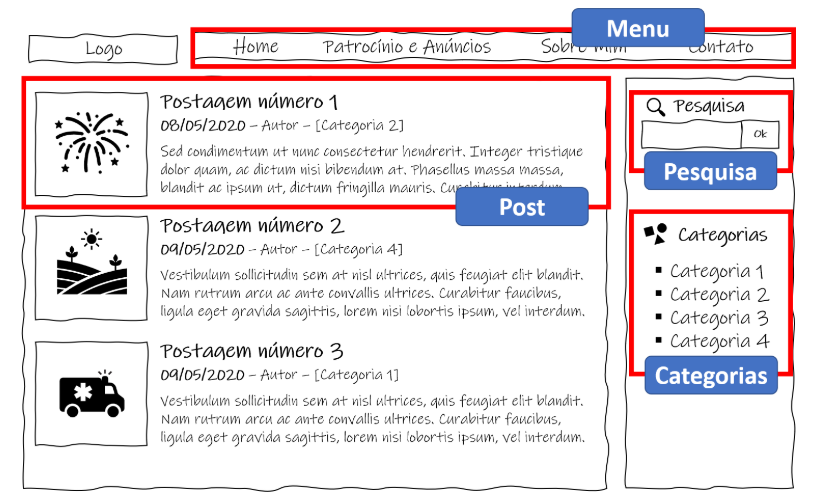 Menu
Logo
Home Patrocínio e Anúncios Sobre mim Contato
Postagem número 1
08/05/2020 – Autor – [Categoria 2]
Sed condimentum ut nunc consectetur hendrerit. Integer tristique
dolor quam, ac dictum nisi bibendum at. Phasellus massa massa,
blandit ac ipsum ut, dictum fringilla mauris. Curabitur interdum
Post
Postagem número 2
09/05/2020 – Autor – [Categoria 4]
Vestibulum sollicitudin sem at nisl ultrices, quis feugiat elit blandit.
Nam rutrum arcu ac ante convallis ultrices. Curabitur faucibus,
ligula eget gravida sagittis, lorem nisi lobortis ipsum, vel interdum.
Postagem número 3
09/05/2020 – Autor – [Categoria 1]
Vestibulum sollicitudin sem at nisl ultrices, quis feugiat elit blandit.
Nam rutrum arcu ac ante convallis ultrices. Curabitur faucibus,
ligula eget gravida sagittis, lorem nisi lobortis ipsum, vel interdum.
Pesquisa
Ok
Pesquisa
Categorias
Categoria 1
Categoria 2
Categoria 3
Categoria 4
Categorias